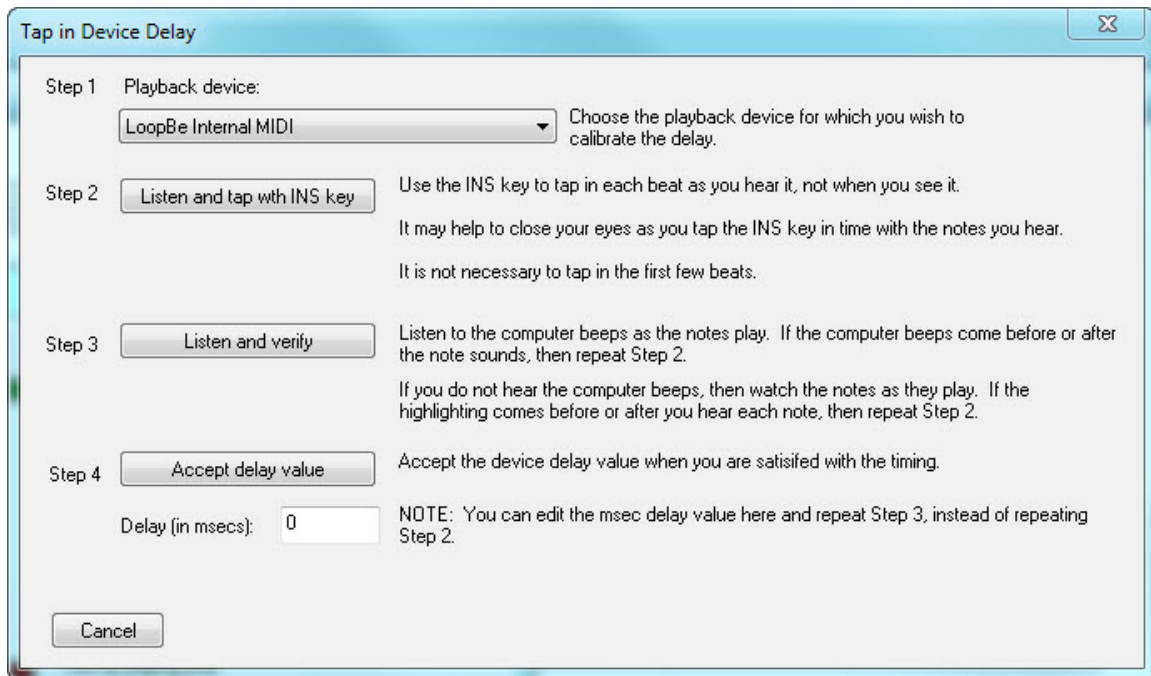 Tap in Device Delay
Step 1 Playback device:
LoopBe Internal MIDI
Choose the playback device for which you wish to
calibrate the delay.
Step 2 Listen and tap wth INS key
Use the INS key to tap in each beat as you hear it, not when you see it.
It may help to close your eyes as you tap the INS key in time with the notes you hear.
It is not necessary to tap in the first few beats.
Step 3 Listen and verify
Listen to the computer beeps as the notes play. If the computer beeps come before or after
the note sounds, then repeat Step 2.
If you do not hear the computer beeps, then watch the notes as they play. If the
highlighting comes before or after you hear each note, then repeat Step 2.
Step 4 Accept delay value
Accept the device delay value when you are satisifed with the timing.
Delay (in msecs): 0
NOTE: You can edit the msec delay value here and repeat Step 3, instead of repeating
Step 2.
Cancel